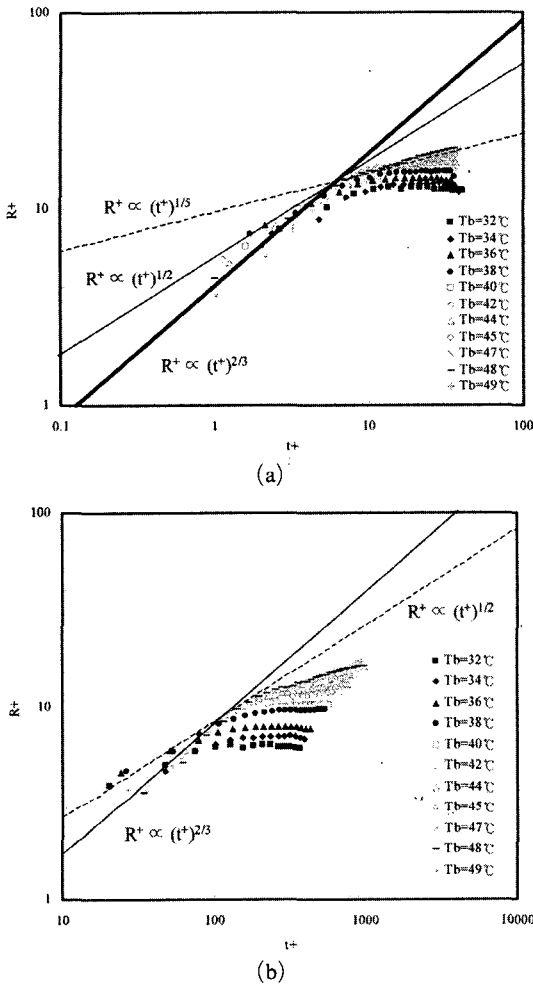 100
R+
10
1
R⁺ ∝ (t⁺)^1/5
R⁺ ∝ (t⁺)^1/2
R⁺ ∝ (t⁺)^2/3
Tb=32℃
Tb=34℃
Tb=36℃
Tb=38℃
Tb=40℃
Tb=42℃
Tb=44℃
Tb=45℃
Tb=47℃
Tb=48℃
Tb=49℃
0.1 1 10 100
t+
(a)
100
R+
10
1
R⁺ ∝ (t⁺)^1/2
R⁺ ∝ (t⁺)^2/3
Tb=32℃
Tb=34℃
Tb=36℃
Tb=38℃
Tb=40℃
Tb=42℃
Tb=44℃
Tb=45℃
Tb=47℃
Tb=48℃
Tb=49℃
10 100 1000 10000
t+
(b)